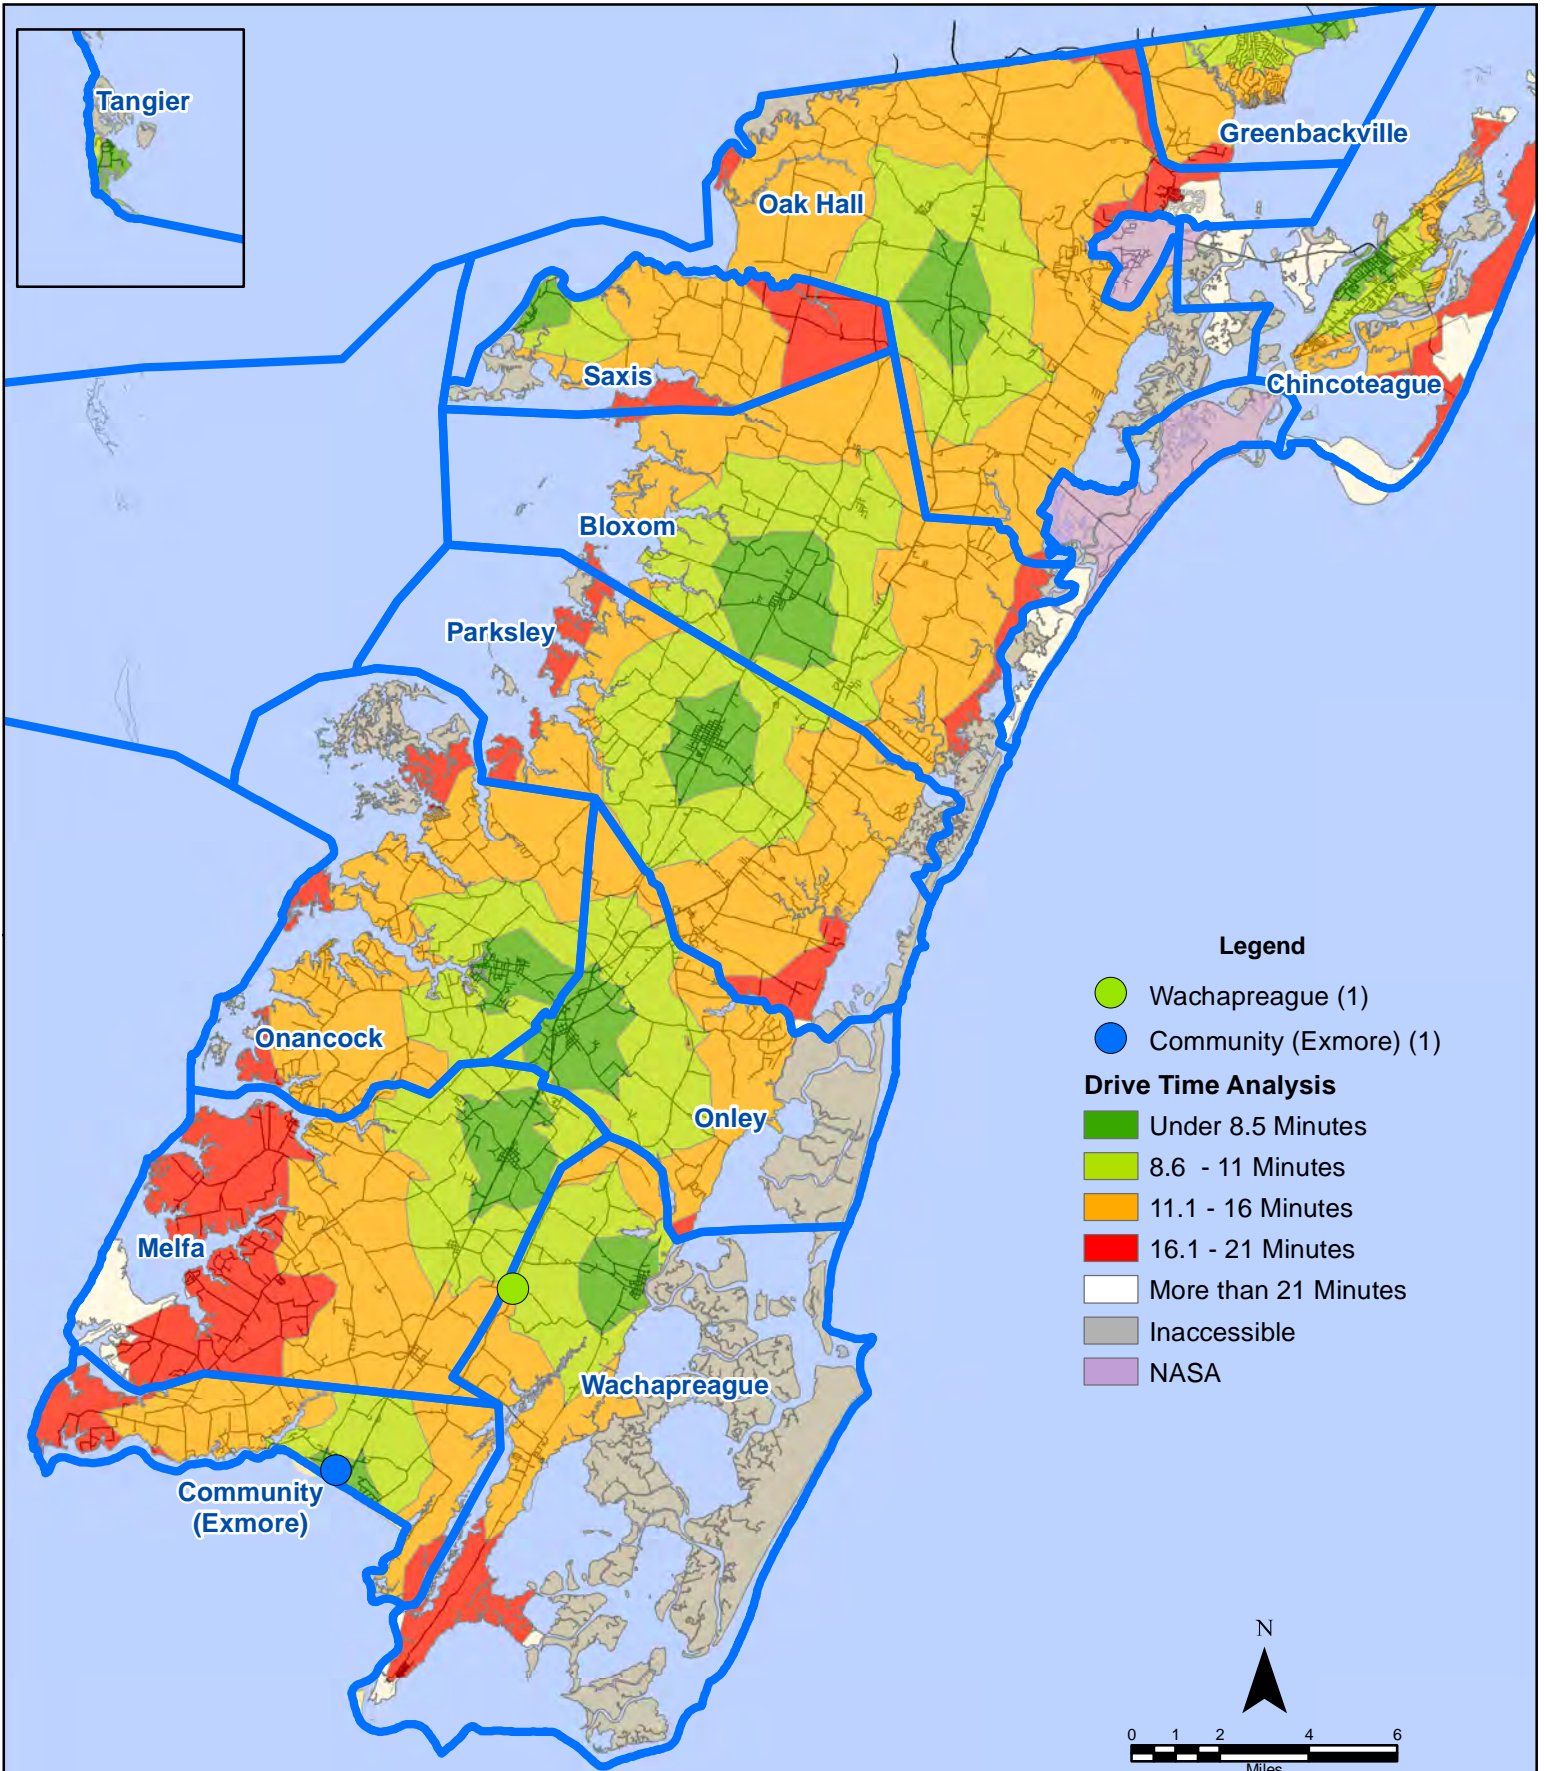 Tangier
Greenbackville
Oak Hall
Saxis
Chincoteague
Bloxom
Parksley
Legend
Wachapreague (1)
Community (Exmore) (1)
Drive Time Analysis
Under 8.5 Minutes
8.6 - 11 Minutes
11.1 - 16 Minutes
16.1 - 21 Minutes
More than 21 Minutes
Inaccessible
NASA
Onancock
Onley
Melfa
Wachapreague
Community
(Exmore)
N
0 1 2 4 6
Miles